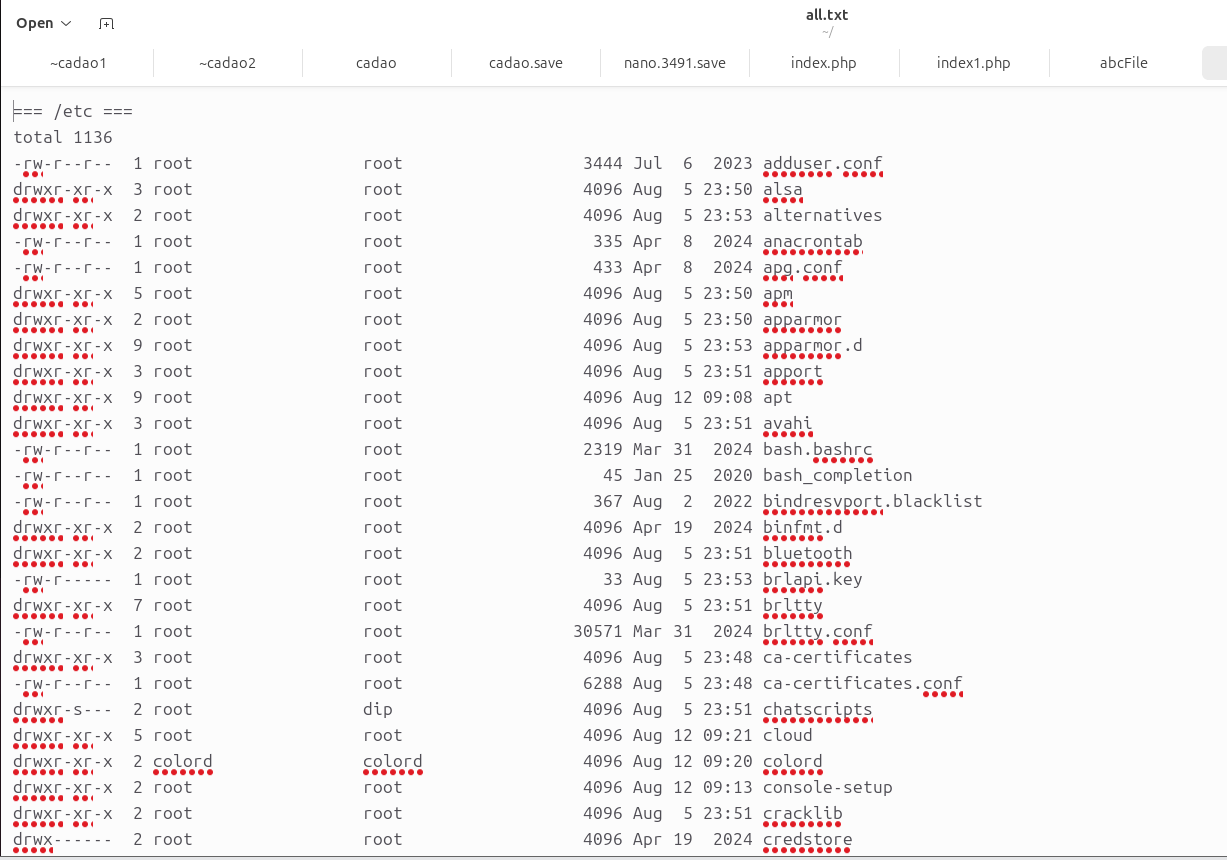 Open
all.txt
~/
~cadao1 ~cadao2 cadao cadao.save nano.3491.save index.php index1.php abcFile
=== /etc ===
total 1136
-rw-r--r--  1 root                 root                  3444 Jul  6  2023 adduser.conf
drwxr-xr-x  3 root                 root                  4096 Aug  5 23:50 alsa
drwxr-xr-x  2 root                 root                  4096 Aug  5 23:53 alternatives
-rw-r--r--  1 root                 root                   335 Apr  8  2024 anacrontab
-rw-r--r--  1 root                 root                   433 Apr  8  2024 apg.conf
drwxr-xr-x  5 root                 root                  4096 Aug  5 23:50 apm
drwxr-xr-x  2 root                 root                  4096 Aug  5 23:50 apparmor
drwxr-xr-x  9 root                 root                  4096 Aug  5 23:53 apparmor.d
drwxr-xr-x  3 root                 root                  4096 Aug  5 23:51 apport
drwxr-xr-x  9 root                 root                  4096 Aug 12 09:08 apt
drwxr-xr-x  3 root                 root                  4096 Aug  5 23:51 avahi
-rw-r--r--  1 root                 root                  2319 Mar 31  2024 bash.bashrc
-rw-r--r--  1 root                 root                    45 Jan 25  2020 bash_completion
-rw-r--r--  1 root                 root                   367 Aug  2  2022 bindresvport.blacklist
drwxr-xr-x  2 root                 root                  4096 Apr 19  2024 binfmt.d
drwxr-xr-x  2 root                 root                  4096 Aug  5 23:51 bluetooth
-rw-r-----  1 root                 root                    33 Aug  5 23:53 brlapi.key
drwxr-xr-x  7 root                 root                  4096 Aug  5 23:51 brltty
-rw-r--r--  1 root                 root                 30571 Mar 31  2024 brltty.conf
drwxr-xr-x  3 root                 root                  4096 Aug  5 23:48 ca-certificates
-rw-r--r--  1 root                 root                  6288 Aug  5 23:48 ca-certificates.conf
drwxr-s---  2 root                 dip                   4096 Aug  5 23:51 chatscripts
drwxr-xr-x  5 root                 root                  4096 Aug 12 09:21 cloud
drwxr-xr-x  2 colord               colord                4096 Aug 12 09:20 colord
drwxr-xr-x  2 root                 root                  4096 Aug 12 09:13 console-setup
drwxr-xr-x  2 root                 root                  4096 Aug  5 23:51 cracklib
drwx------  2 root                 root                  4096 Apr 19  2024 credstore